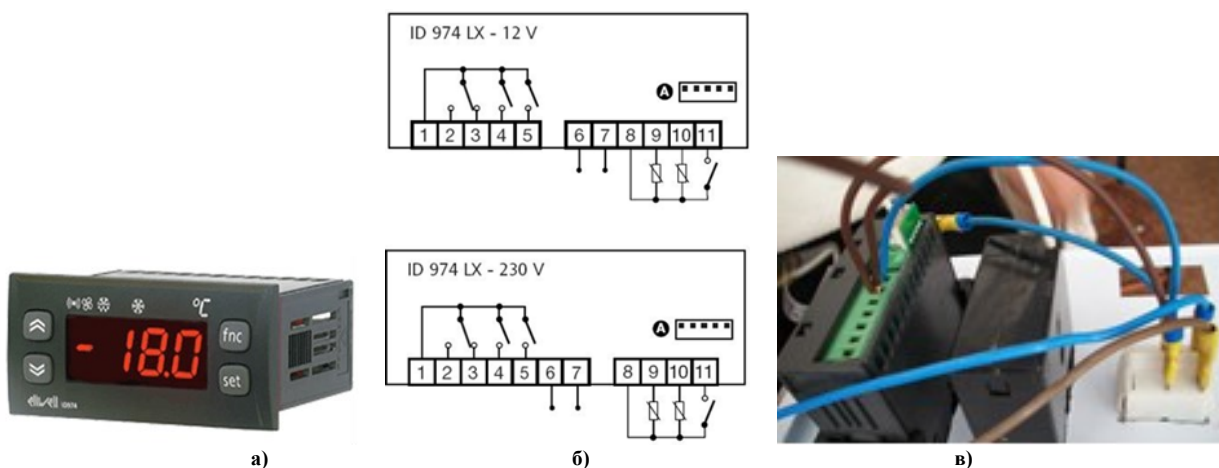 ID 974 LX - 12 V
A
1 2 3 4 5 6 7 8 9 10 11
ID 974 LX - 230 V
A
1 2 3 4 5 6 7 8 9 10 11
°C
- 18.0
fnc
set
eliwell ID974
а) б) в)